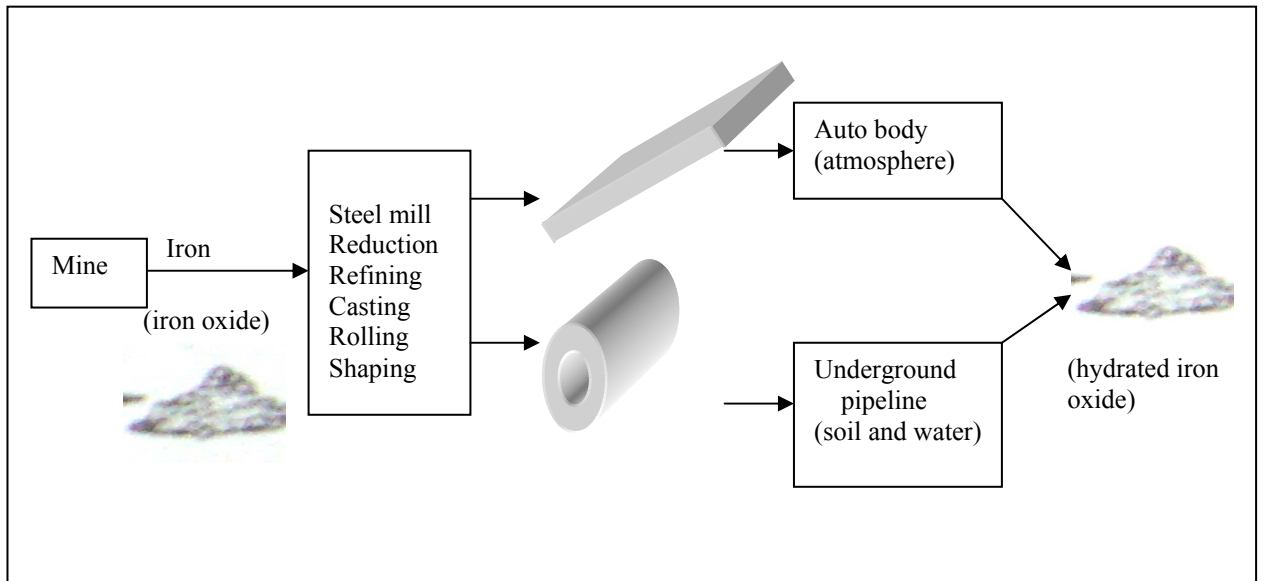 Mine
Iron
(iron oxide)
Steel mill
Reduction
Refining
Casting
Rolling
Shaping
Auto body
(atmosphere)
Underground
pipeline
(soil and water)
(hydrated iron
oxide)